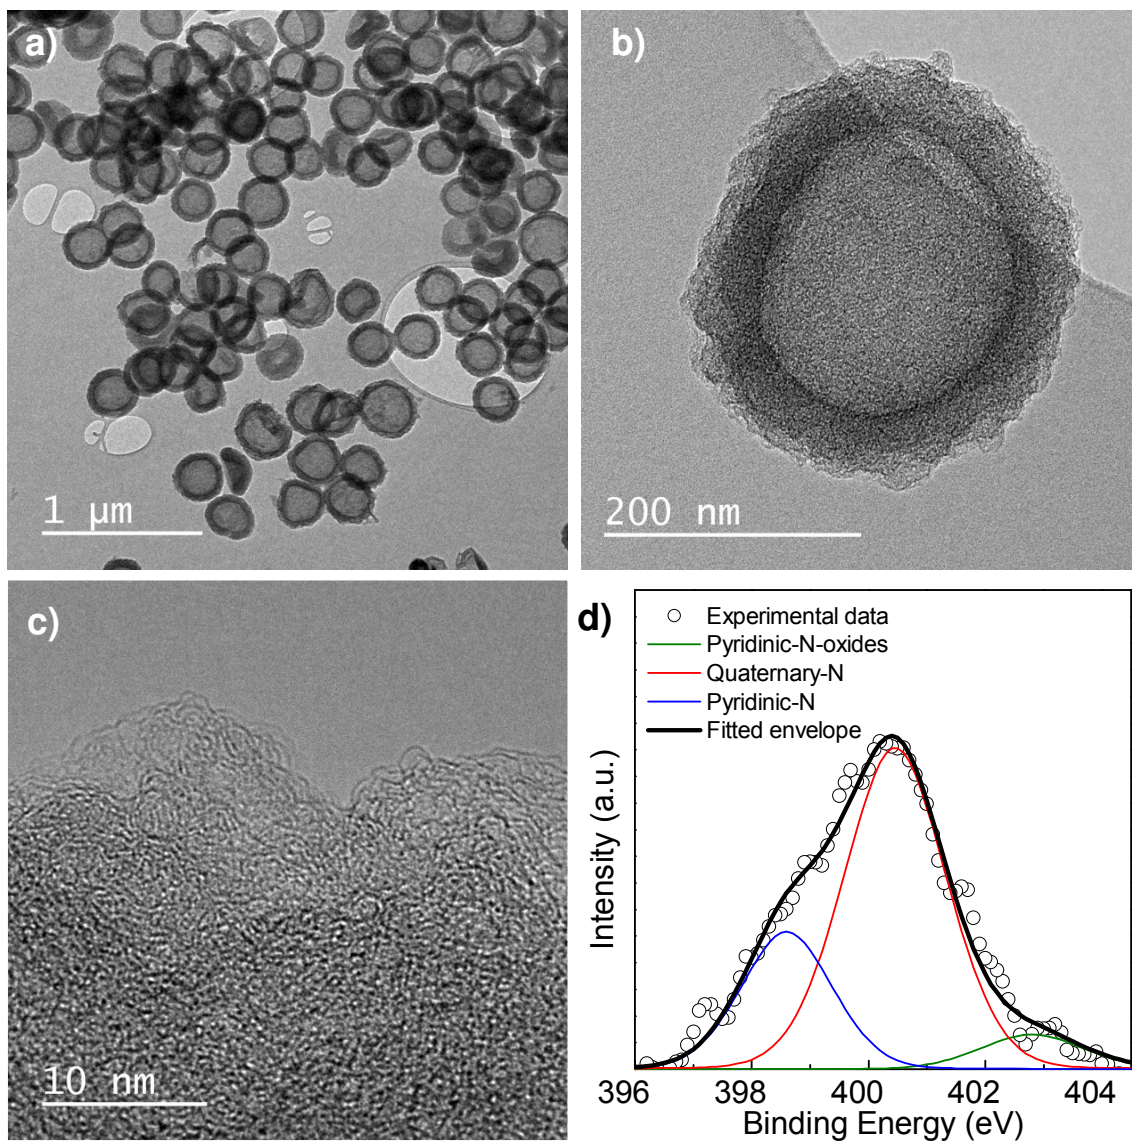 a)
1 µm
b)
200 nm
c)
10 nm
d)
Experimental data
Pyridinic-N-oxides
Quaternary-N
Pyridinic-N
Fitted envelope
Intensity (a.u.)
396 398 400 402 404
Binding Energy (eV)